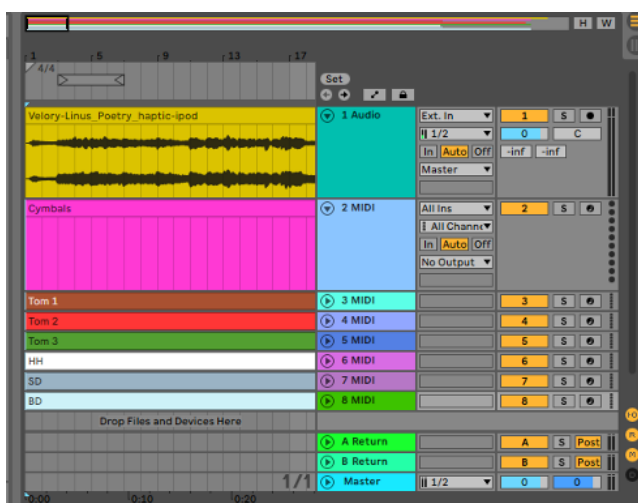 H W
1 5 9 13 17
4/4
Set
Velory-Linus_Poetry_haptic-ipod
1 Audio
Ext. In
1
S
1/2
0
C
In Auto Off
-inf -inf
Master
Cymbals
2 MIDI
All Ins
2
S
All Channe
In Auto Off
No Output
Tom 1
3 MIDI
3
S
Tom 2
4 MIDI
4
S
Tom 3
5 MIDI
5
S
HH
6 MIDI
6
S
SD
7 MIDI
7
S
BD
8 MIDI
8
S
Drop Files and Devices Here
A Return
A
S
Post
B Return
B
S
Post
1/1
Master
1/2
0
0
0:00 0:10 0:20